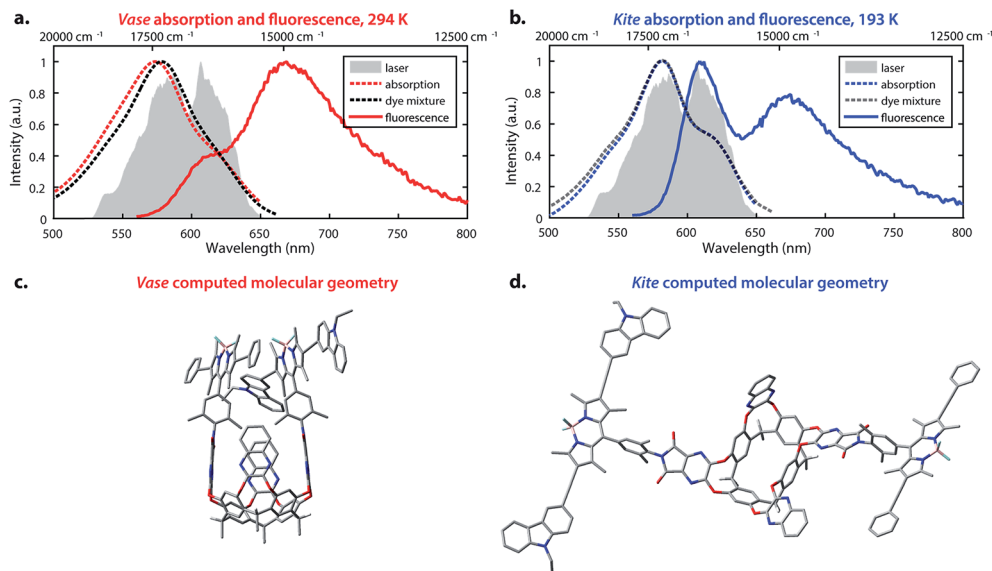 a.
Vase absorption and fluorescence, 294 K
20000 cm -1
17500 cm -1
15000 cm -1
12500 cm -1
Intensity (a.u.)
1
0.8
0.6
0.4
0.2
0
laser
absorption
dye mixture
fluorescence
500
550
600
650
700
750
800
Wavelength (nm)
b.
Kite absorption and fluorescence, 193 K
20000 cm -1
17500 cm -1
15000 cm -1
12500 cm -1
Intensity (a.u.)
1
0.8
0.6
0.4
0.2
0
laser
absorption
dye mixture
fluorescence
500
550
600
650
700
750
800
Wavelength (nm)
c.
Vase computed molecular geometry
d.
Kite computed molecular geometry